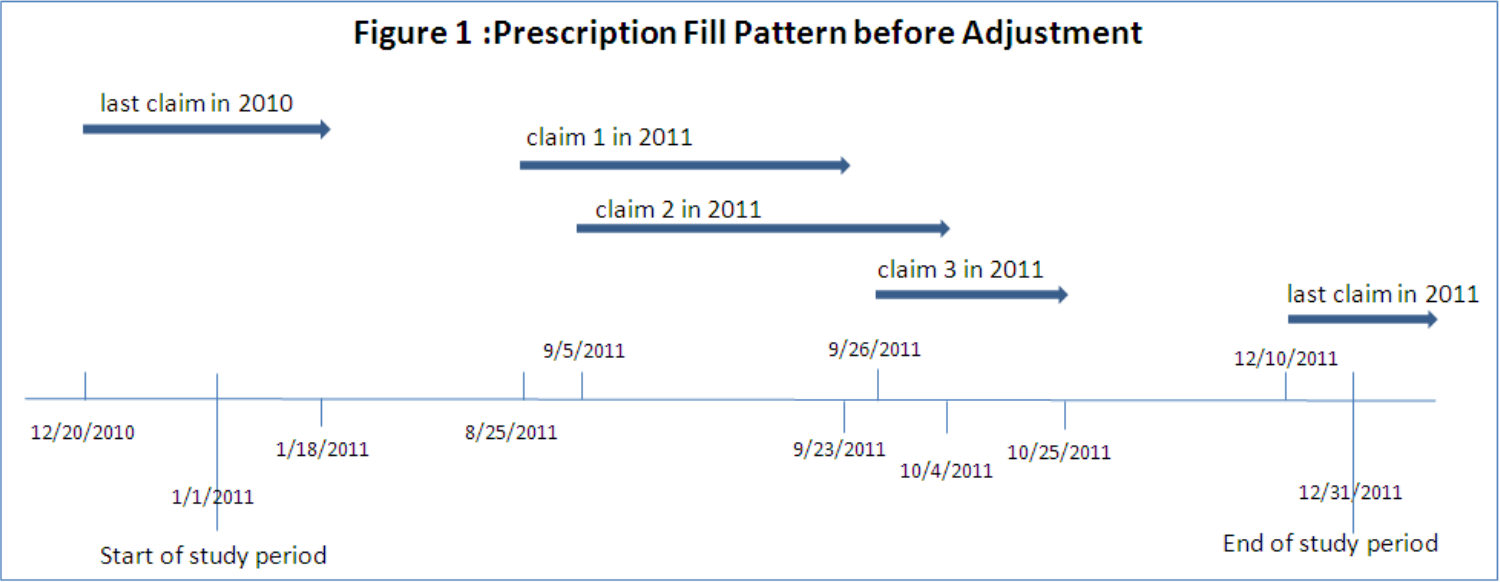 Figure 1 :Prescription Fill Pattern before Adjustment
last claim in 2010
claim 1 in 2011
claim 2 in 2011
claim 3 in 2011
last claim in 2011
9/5/2011
9/26/2011
12/10/2011
12/20/2010
1/18/2011
8/25/2011
9/23/2011
10/4/2011
10/25/2011
1/1/2011
12/31/2011
Start of study period
End of study period